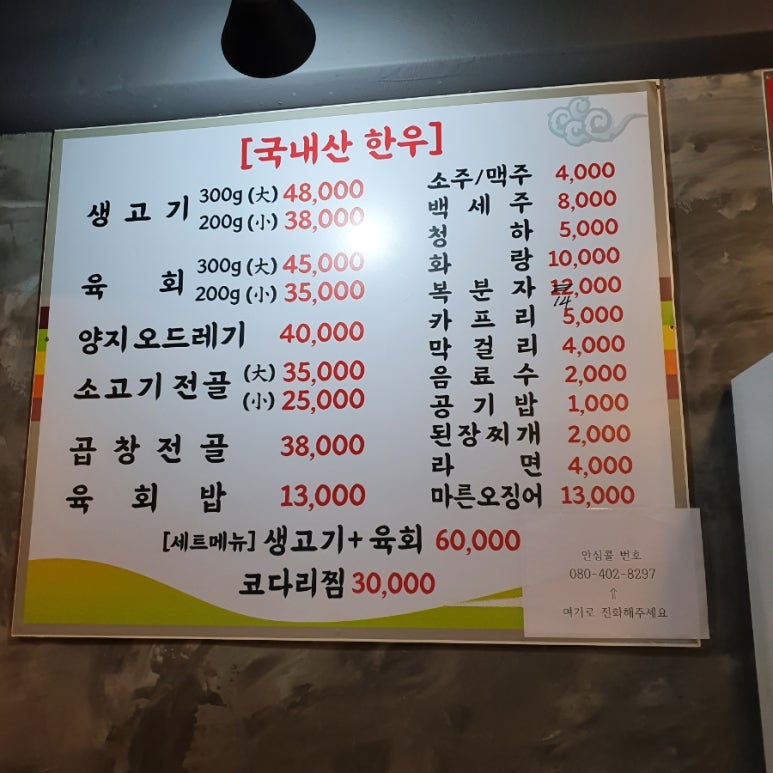 [국내산 한우]
생고기 300g (大) 48,000
200g (小) 38,000
육회 300g (大) 45,000
200g (小) 35,000
양지오드레기 40,000
소고기전골 (大) 35,000
(小) 25,000
곱창전골 38,000
육회밥 13,000
소주/맥주 4,000
백세주 8,000
청하 5,000
화랑 10,000
복분자 12,000
14
카프리 5,000
막걸리 4,000
음료수 2,000
공기밥 1,000
된장찌개 2,000
라면 4,000
마른오징어 13,000
[세트메뉴] 생고기+육회 60,000
코다리찜 30,000
안심콜 번호
080-402-8297
⇧
여기로 전화해주세요